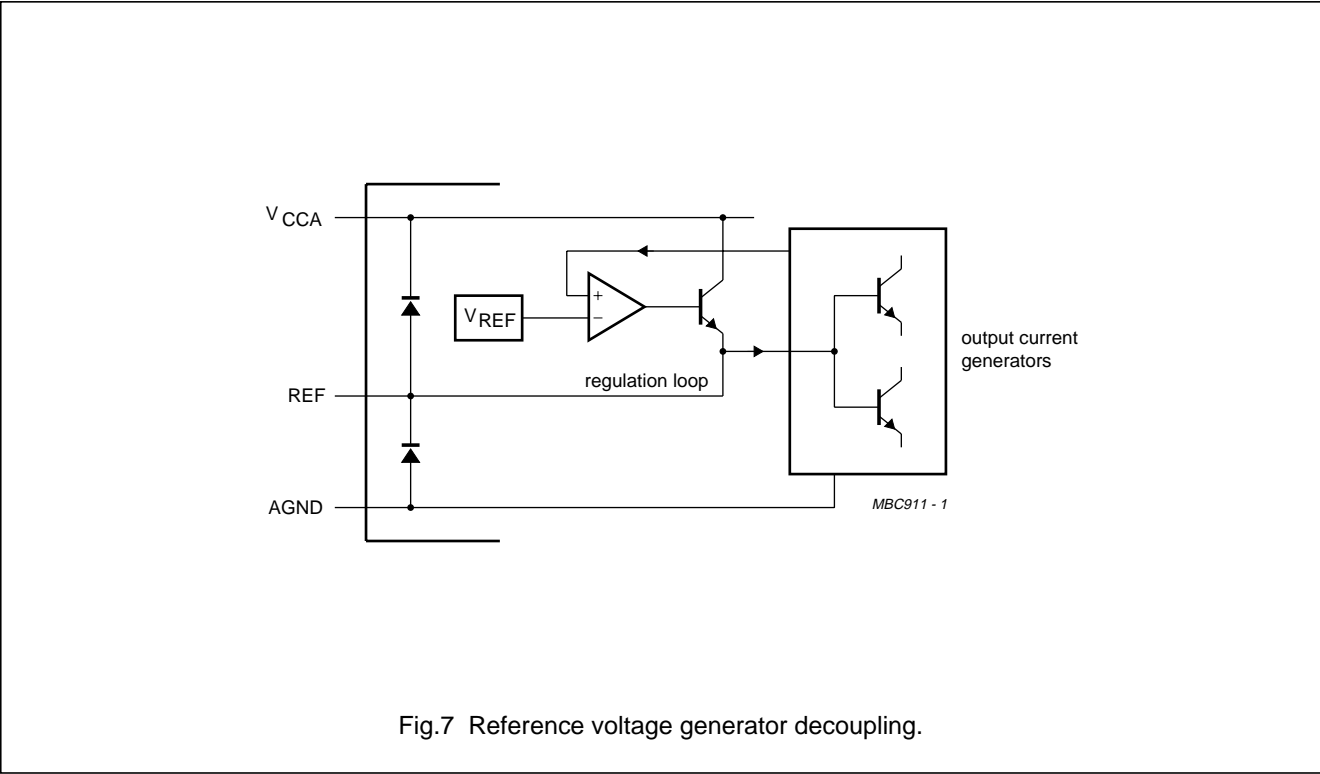 V CCA
+
V REF
−
output current
generators
regulation loop
REF
AGND
MBC911 - 1
Fig.7 Reference voltage generator decoupling.